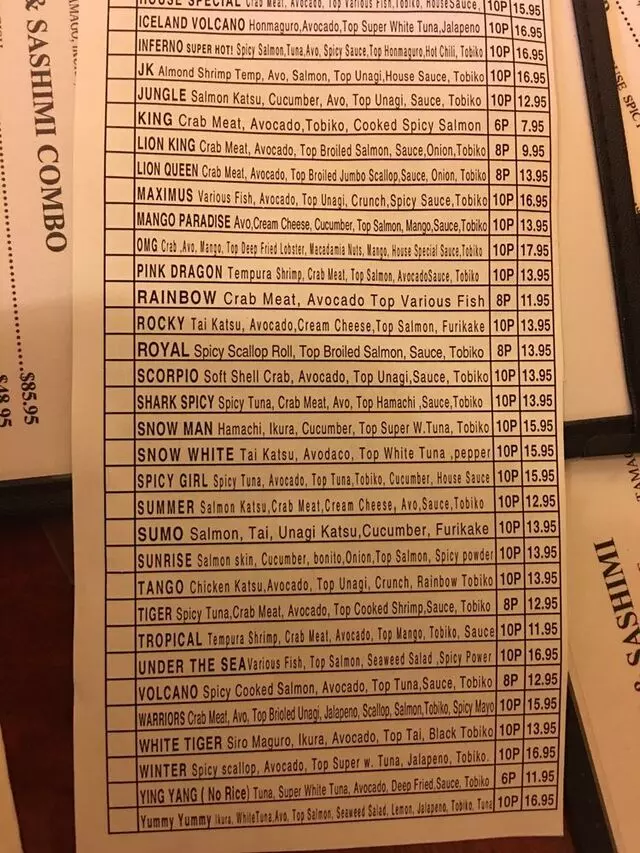 HOUSE SPECIAL Crab Meat, Avocado, Top Various Fish, Tobiko, HouseSauce, 10P 15.95
ICELAND VOLCANO Honmaguro,Avocado,Top Super White Tuna,Jalapeno 10P 16.95
INFERNO SUPER HOT! Spicy Salmon,Tuna,Avo, Spicy Sauce,Top Honmaguro,Hot Chili, Tobiko 10P 16.95
JK Almond Shrimp Temp, Avo, Salmon, Top Unagi,House Sauce, Tobiko 10P 16.95
JUNGLE Salmon Katsu, Cucumber, Avo, Top Unagi, Sauce, Tobiko 10P 12.95
KING Crab Meat, Avocado,Tobiko, Cooked Spicy Salmon 6P 7.95
LION KING Crab Meat, Avocado, Top Broiled Salmon, Sauce,Onion,Tobiko 8P 9.95
LION QUEEN Crab Meat, Avocado, Top Broiled Jumbo Scallop,Sauce, Onion, Tobiko 8P 13.95
MAXIMUS Various Fish, Avocado, Top Unagi, Crunch,Spicy Sauce,Tobiko 10P 16.95
MANGO PARADISE Avo,Cream Cheese, Cucumber, Top Salmon, Mango,Sauce,Tobiko 10P 13.95
OMG Crab ,Avo, Mango, Top Deep Fried Lobster, Macadamia Nuts, Mango, House Special Sauce,Tobiko 10P 17.95
PINK DRAGON Tempura Shrimp, Crab Meat, Top Salmon, AvocadoSauce, Tobiko 10P 13.95
RAINBOW Crab Meat, Avocado Top Various Fish 8P 11.95
ROCKY Tai Katsu, Avocado,Cream Cheese,Top Salmon, Furikake 10P 13.95
ROYAL Spicy Scallop Roll, Top Broiled Salmon, Sauce, Tobiko 8P 13.95
SCORPIO Soft Shell Crab, Avocado, Top Unagi,Sauce, Tobiko 10P 13.95
SHARK SPICY Spicy Tuna, Crab Meat, Avo, Top Hamachi ,Sauce, Tobiko 10P 13.95
SNOW MAN Hamachi, Ikura, Cucumber, Top Super W.Tuna, Tobiko 10P 15.95
SNOW WHITE Tai Katsu, Avodaco, Top White Tuna ,pepper 10P 15.95
SPICY GIRL Spicy Tuna, Avocado, Top Tuna,Tobiko, Cucumber, House Sauce 10P 15.95
SUMMER Salmon Katsu,Crab Meat,Cream Cheese, Avo,Sauce,Tobiko 10P 12.95
SUMO Salmon, Tai, Unagi Katsu,Cucumber, Furikake 10P 13.95
SUNRISE Salmon skin, Cucumber, bonito,Onion,Top Salmon, Spicy powder 10P 13.95
TANGO Chicken Katsu,Avocado, Top Unagi, Crunch, Rainbow Tobiko 10P 13.95
TIGER Spicy Tuna,Crab Meat, Avocado, Top Cooked Shrimp,Sauce, Tobiko 8P 12.95
TROPICAL Tempura Shrimp, Crab Meat, Avocado, Top Mango, Tobiko, Sauce 10P 11.95
UNDER THE SEA Various Fish, Top Salmon, Seaweed Salad ,Spicy Power 10P 16.95
VOLCANO Spicy Cooked Salmon, Avocado, Top Tuna,Sauce, Tobiko 8P 12.95
WARRIORS Crab Meat, Avo, Top Brioled Unagi, Jalapeno, Scallop, Salmon,Tobiko, Spicy Mayo 10P 15.95
WHITE TIGER Siro Maguro, Ikura, Avocado, Top Tai, Black Tobiko 10P 13.95
WINTER Spicy scallop, Avocado, Top Super w. Tuna, Jalapeno, Tobiko. 10P 16.95
YING YANG ( No Rice) Tuna, Super White Tuna, Avocado, Deep Fried,Sauce, Tobiko 6P 11.95
Yummy Yummy Ikura, WhiteTuna,Avo, Top Salmon, Seaweed Salad, Lemon, Jalapeno, Tobiko, Tuna 10P 16.95
& SASHIMI COMBO
$85.95
$48.95
SASHIMI